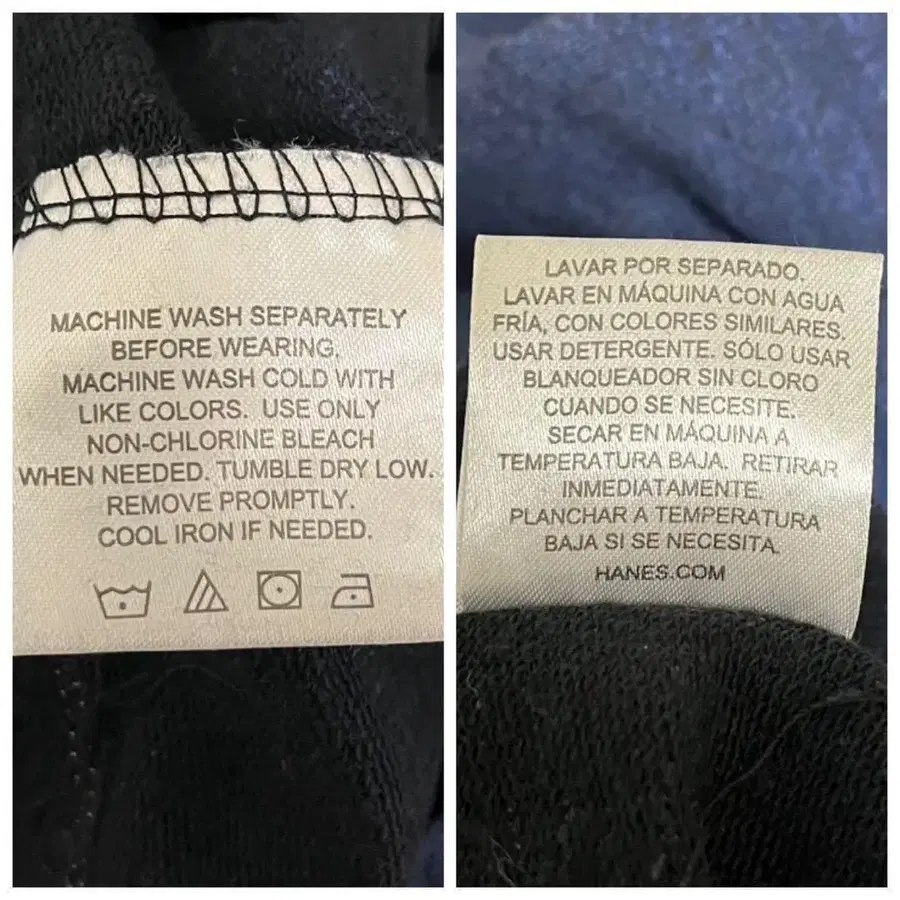 MACHINE WASH SEPARATELY
BEFORE WEARING.
MACHINE WASH COLD WITH
LIKE COLORS. USE ONLY
NON-CHLORINE BLEACH
WHEN NEEDED. TUMBLE DRY LOW.
REMOVE PROMPTLY.
COOL IRON IF NEEDED.
LAVAR POR SEPARADO.
LAVAR EN MÁQUINA CON AGUA
FRÍA, CON COLORES SIMILARES.
USAR DETERGENTE. SÓLO USAR
BLANQUEADOR SIN CLORO
CUANDO SE NECESITE.
SECAR EN MÁQUINA A
TEMPERATURA BAJA. RETIRAR
INMEDIATAMENTE.
PLANCHAR A TEMPERATURA
BAJA SI SE NECESITA.
HANES.COM